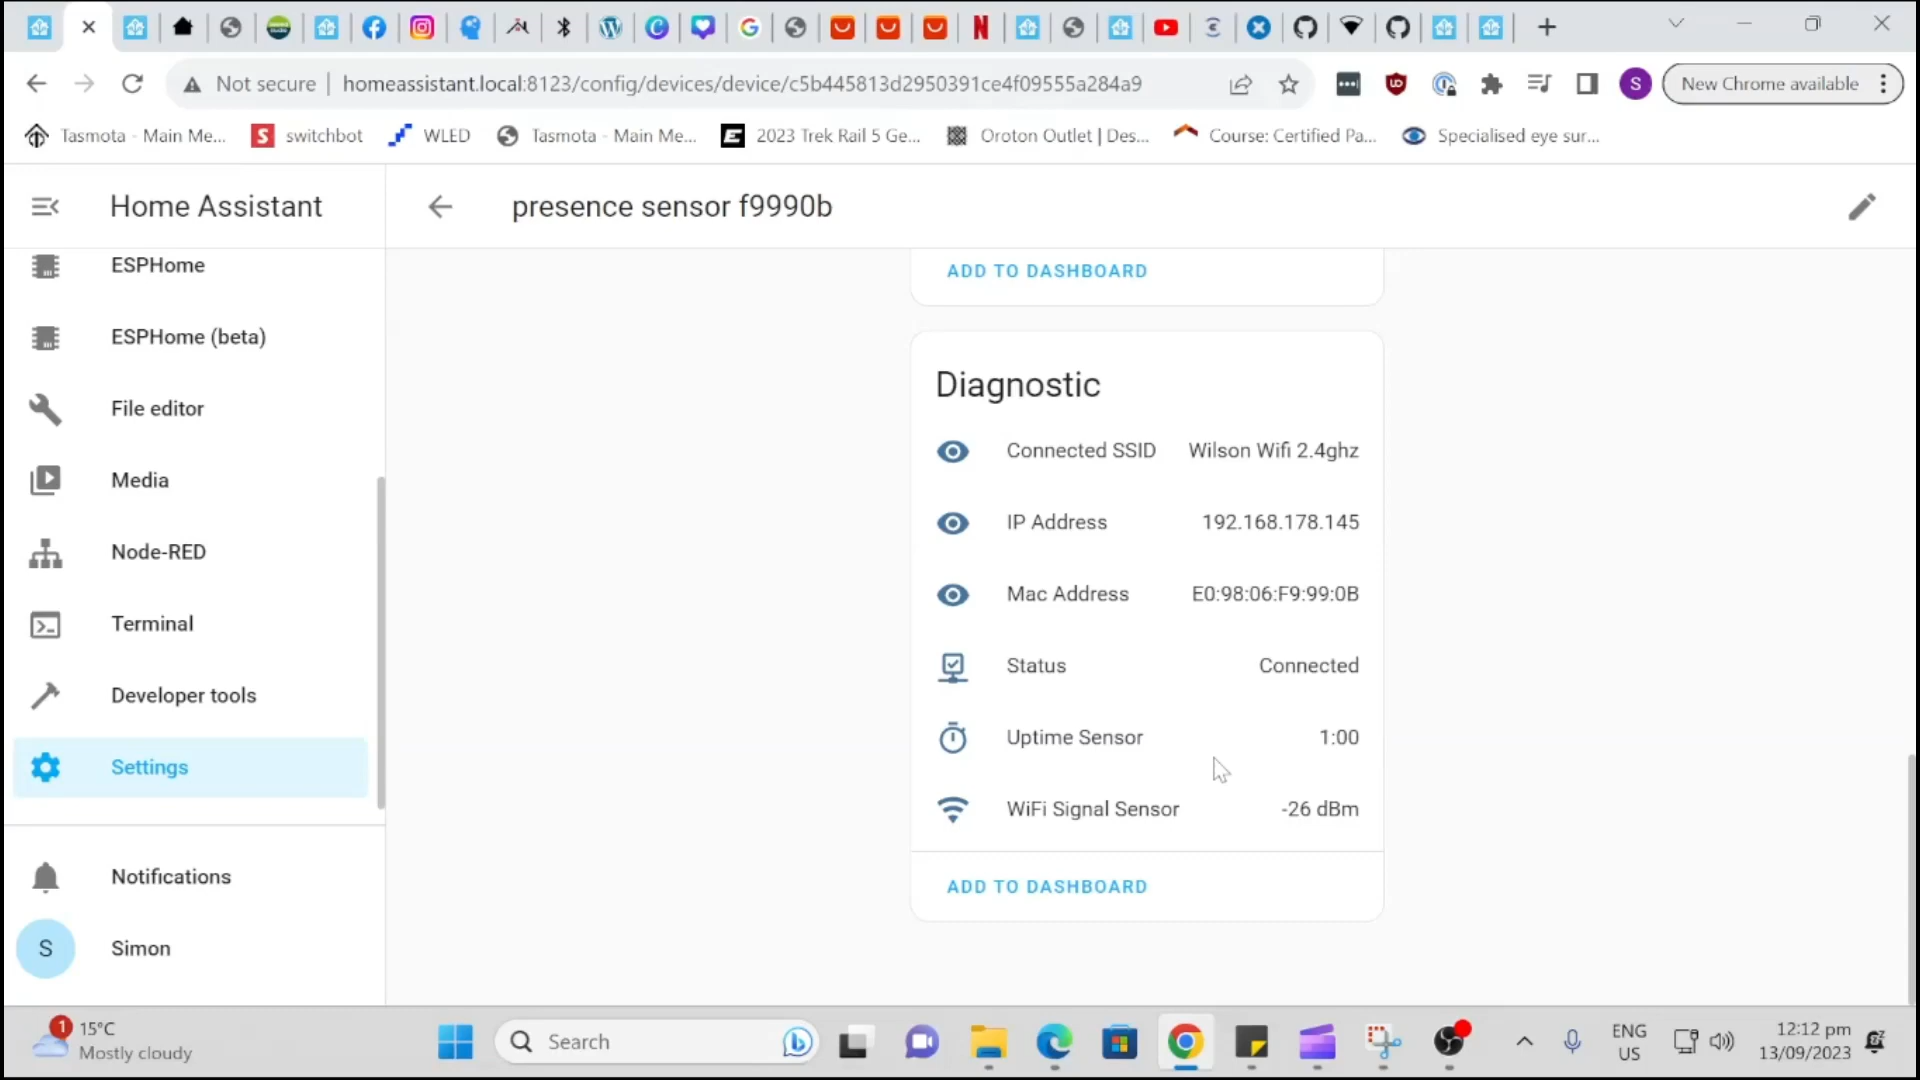 Not secure
homeassistant.local:8123/config/devices/device/c5b445813d2950391ce4f09555a284a9
New Chrome available
Tasmota - Main Me...
switchbot
WLED
Tasmota - Main Me...
2023 Trek Rail 5 Ge...
Oroton Outlet | Des...
Course: Certified Pa...
Specialised eye sur...
Home Assistant
presence sensor f9990b
ESPHome
ESPHome (beta)
File editor
Media
Node-RED
Terminal
Developer tools
Settings
Notifications
S
Simon
ADD TO DASHBOARD
Diagnostic
Connected SSID Wilson Wifi 2.4ghz
IP Address 192.168.178.145
Mac Address E0:98:06:F9:99:0B
Status Connected
Uptime Sensor 1:00
WiFi Signal Sensor -26 dBm
ADD TO DASHBOARD
1
15°C
Mostly cloudy
Search
ENG
US
12:12 pm
13/09/2023